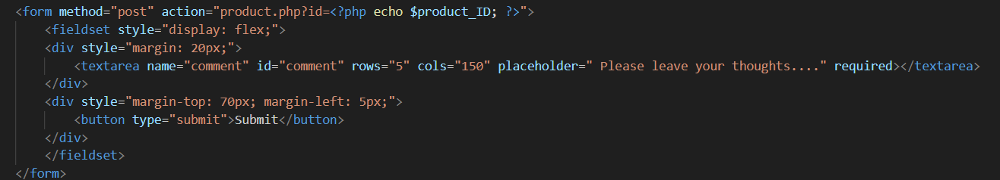 <form method="post" action="product.php?id=<?php echo $product_ID; ?>">
<fieldset style="display: flex;">
<div style="margin: 20px;">
<textarea name="comment" id="comment" rows="5" cols="150" placeholder=" Please leave your thoughts...." required></textarea>
</div>
<div style="margin-top: 70px; margin-left: 5px;">
<button type="submit">Submit</button>
</div>
</fieldset>
</form>